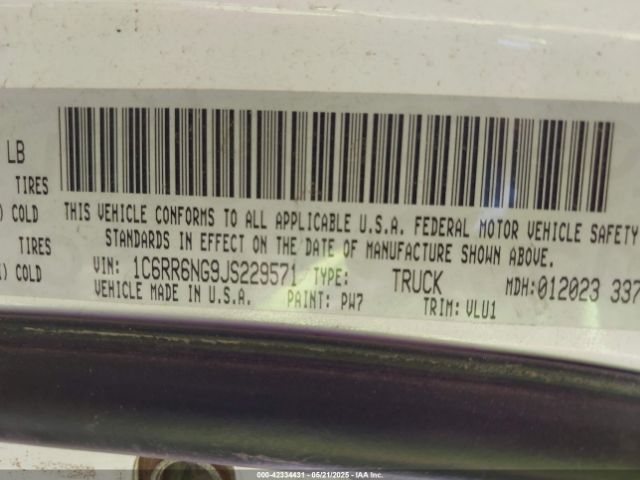 LB
TIRES
) COLD
TIRES
) COLD
THIS VEHICLE CONFORMS TO ALL APPLICABLE U.S.A. FEDERAL MOTOR VEHICLE SAFETY
STANDARDS IN EFFECT ON THE DATE OF MANUFACTURE SHOWN ABOVE.
VIN: 1C6RR6NG9JS229571 TYPE: TRUCK MDH:012023 337
VEHICLE MADE IN U.S.A. PAINT: PW7 TRIM: VLU1
000-42334431 - 05/21/2025 - IAAI.COM